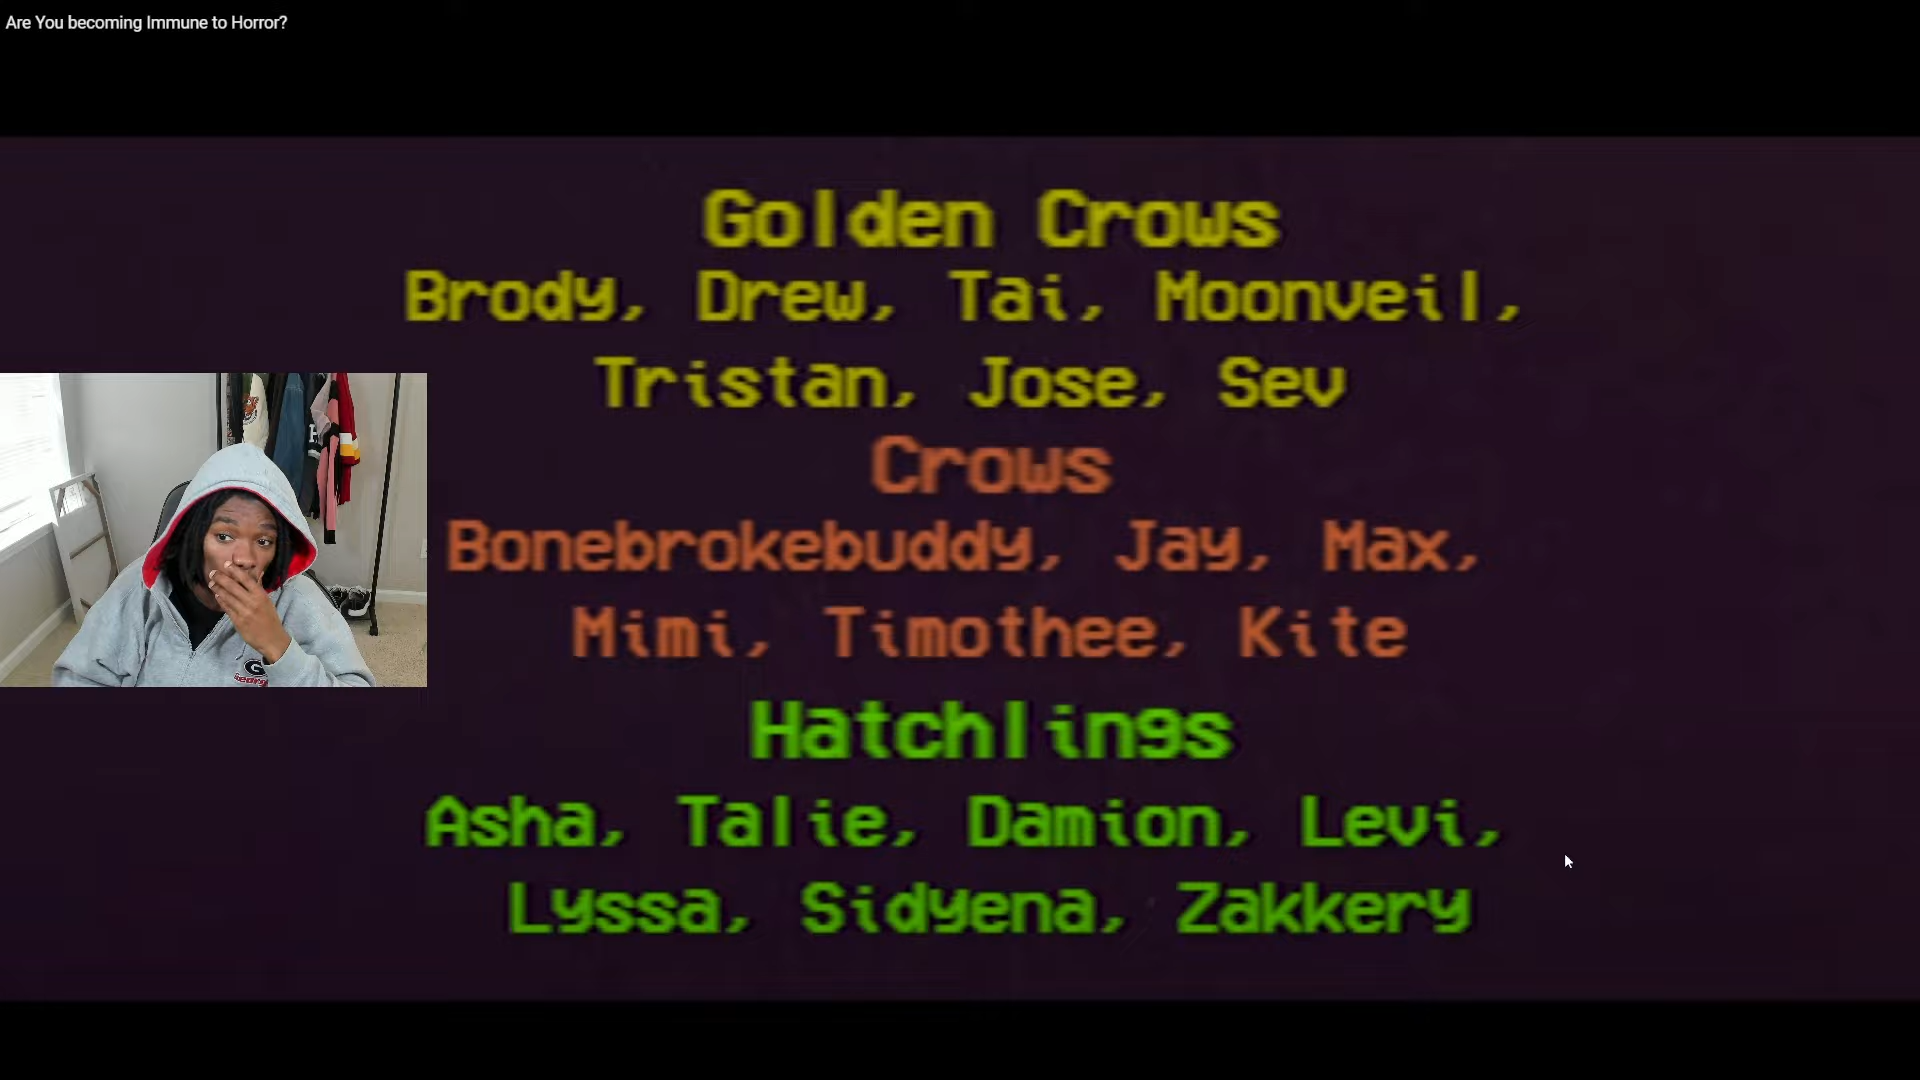 Are You becoming Immune to Horror?
Golden Crows
Brody, Drew, Tai, Moonveil,
Tristan, Jose, Sev
Crows
Bonebrokebuddy, Jay, Max,
Mimi, Timothee, Kite
Hatchlings
Asha, Talie, Damion, Levi,
Lyssa, Sidyena, Zakkery
G